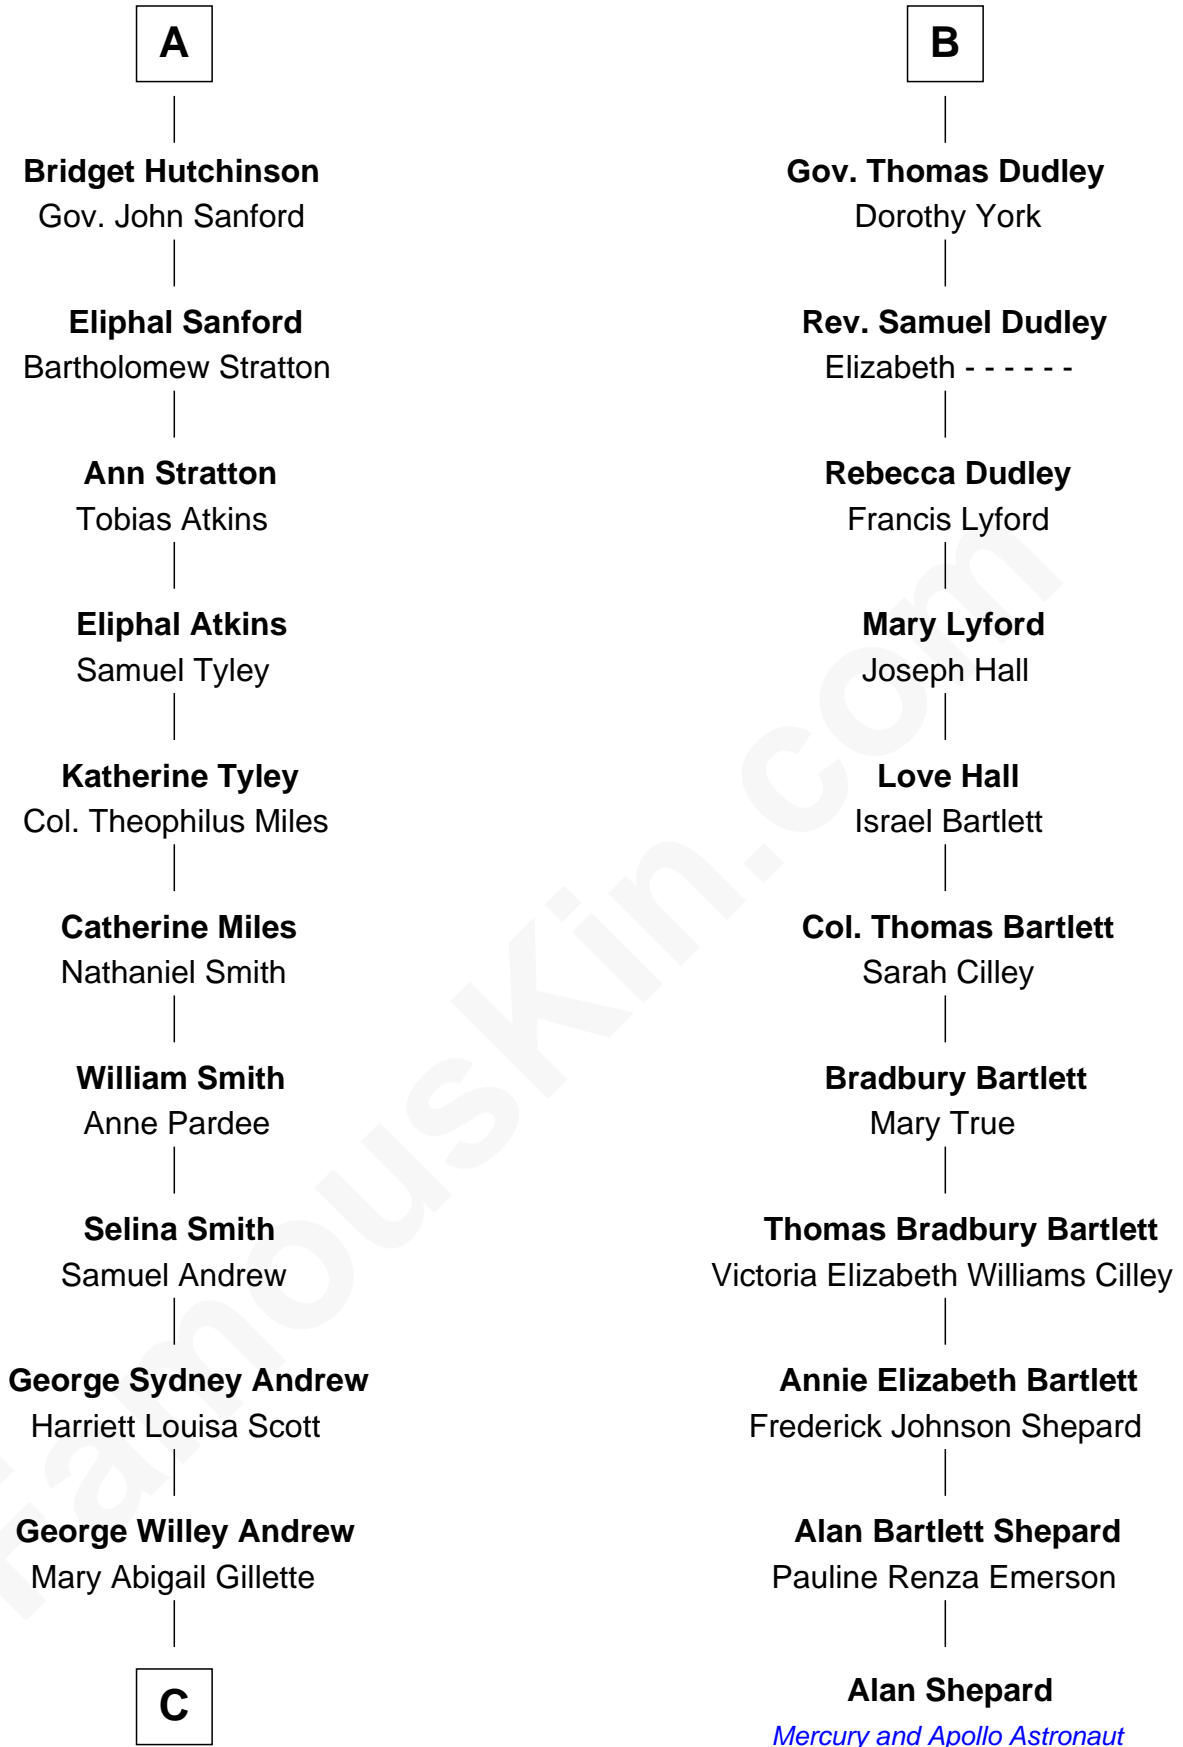 A
Bridget Hutchinson
Gov. John Sanford
Eliphal Sanford
Bartholomew Stratton
Ann Stratton
Tobias Atkins
Eliphal Atkins
Samuel Tyley
Katherine Tyley
Col. Theophilus Miles
Catherine Miles
Nathaniel Smith
William Smith
Anne Pardee
Selina Smith
Samuel Andrew
George Sydney Andrew
Harriett Louisa Scott
George Willey Andrew
Mary Abigail Gillette
C
B
Gov. Thomas Dudley
Dorothy York
Rev. Samuel Dudley
Elizabeth - - - - - -
Rebecca Dudley
Francis Lyford
Mary Lyford
Joseph Hall
Love Hall
Israel Bartlett
Col. Thomas Bartlett
Sarah Cilley
Bradbury Bartlett
Mary True
Thomas Bradbury Bartlett
Victoria Elizabeth Williams Cilley
Annie Elizabeth Bartlett
Frederick Johnson Shepard
Alan Bartlett Shepard
Pauline Renza Emerson
Alan Shepard
Mercury and Apollo Astronaut
FamousKin.com